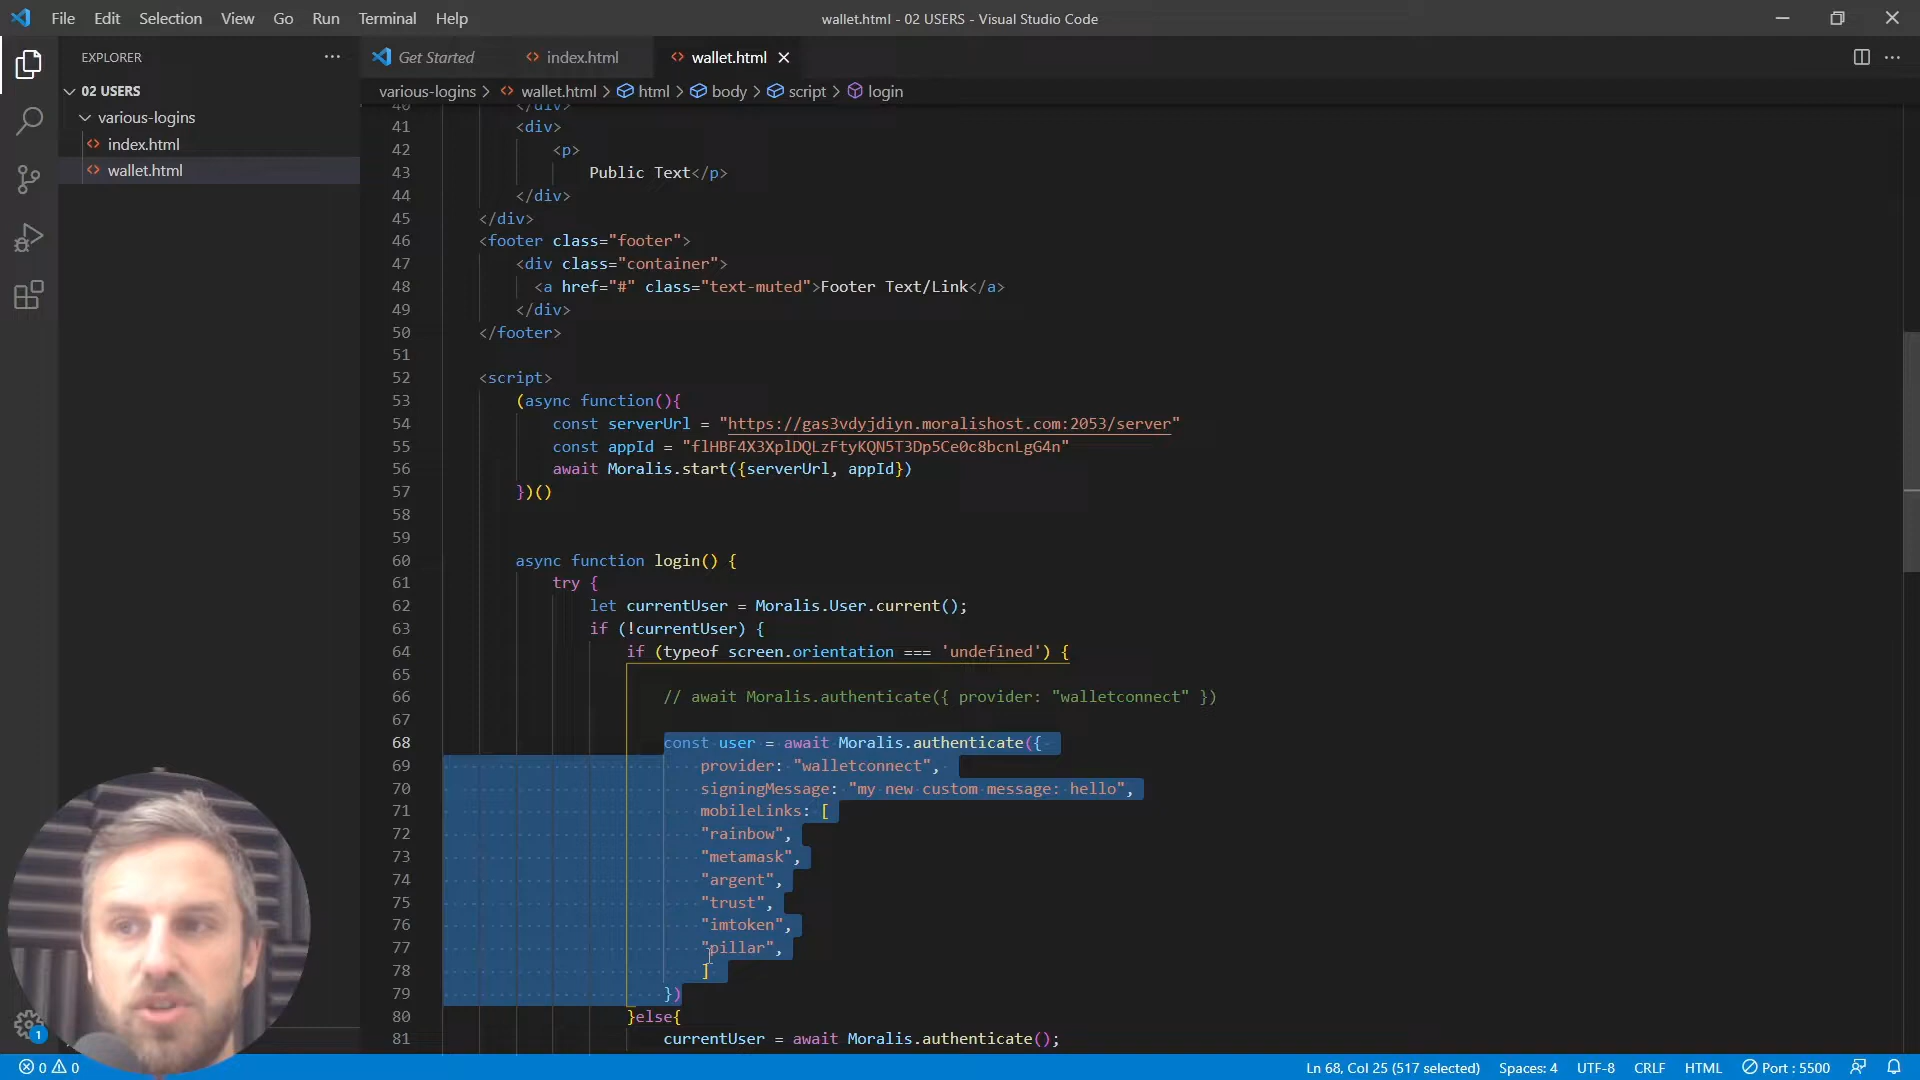 File Edit Selection View Go Run Terminal Help
wallet.html - 02 USERS - Visual Studio Code
EXPLORER
Get Started
index.html
wallet.html
02 USERS
various-logins > wallet.html > html > body > script > login
various-logins
index.html
wallet.html
40 </div>
41 <div>
42 <p>
43 Public Text</p>
44 </div>
45 </div>
46 <footer class="footer">
47 <div class="container">
48 <a href="#" class="text-muted">Footer Text/Link</a>
49 </div>
50 </footer>
51
52 <script>
53 (async function(){
54 const serverUrl = "https://gas3vdyjdiyn.moralishost.com:2053/server"
55 const appId = "flHBF4X3XplDQLzFtyKQN5T3Dp5Ce0c8bcnLgG4n"
56 await Moralis.start({serverUrl, appId})
57 })()
58
59
60 async function login() {
61 try {
62 let currentUser = Moralis.User.current();
63 if (!currentUser) {
64 if (typeof screen.orientation === 'undefined') {
65
66 // await Moralis.authenticate({ provider: "walletconnect" })
67
68 const user = await Moralis.authenticate({
69 provider: "walletconnect",
70 signingMessage: "my new custom message: hello",
71 mobileLinks: [
72 "rainbow",
73 "metamask",
74 "argent",
75 "trust",
76 "imtoken",
77 "pillar",
78 ]
79 })
80 }else{
81 currentUser = await Moralis.authenticate();
1
0 0
Ln 68, Col 25 (517 selected) Spaces: 4 UTF-8 CRLF HTML Port : 5500